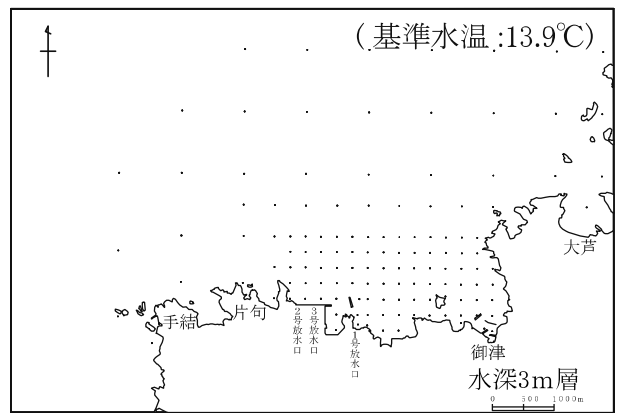 （基準水温:13.9℃）
大芦
片句
手結
2号放水口
3号放水口
1号放水口
御津
水深3m層
0 500 1000m